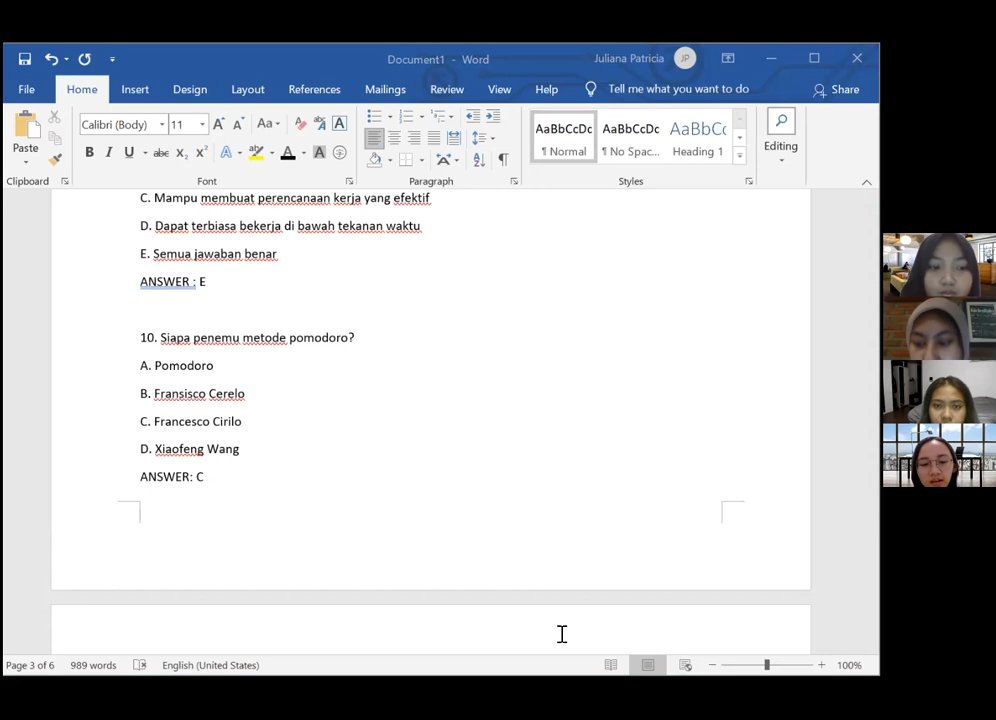 Document1 - Word
Juliana Patricia
JP
File
Home
Insert
Design
Layout
References
Mailings
Review
View
Help
Tell me what you want to do
Share
Paste
Calibri (Body)
11
Aa
AaBbCcDc
AaBbCcDc
AaBbCc
¶ Normal
¶ No Spac...
Heading 1
Editing
Clipboard
Font
Paragraph
Styles
C. Mampu membuat perencanaan kerja yang efektif
D. Dapat terbiasa bekerja di bawah tekanan waktu
E. Semua jawaban benar
ANSWER : E
10. Siapa penemu metode pomodoro?
A. Pomodoro
B. Fransisco Cerelo
C. Francesco Cirilo
D. Xiaofeng Wang
ANSWER: C
Page 3 of 6
989 words
English (United States)
100%